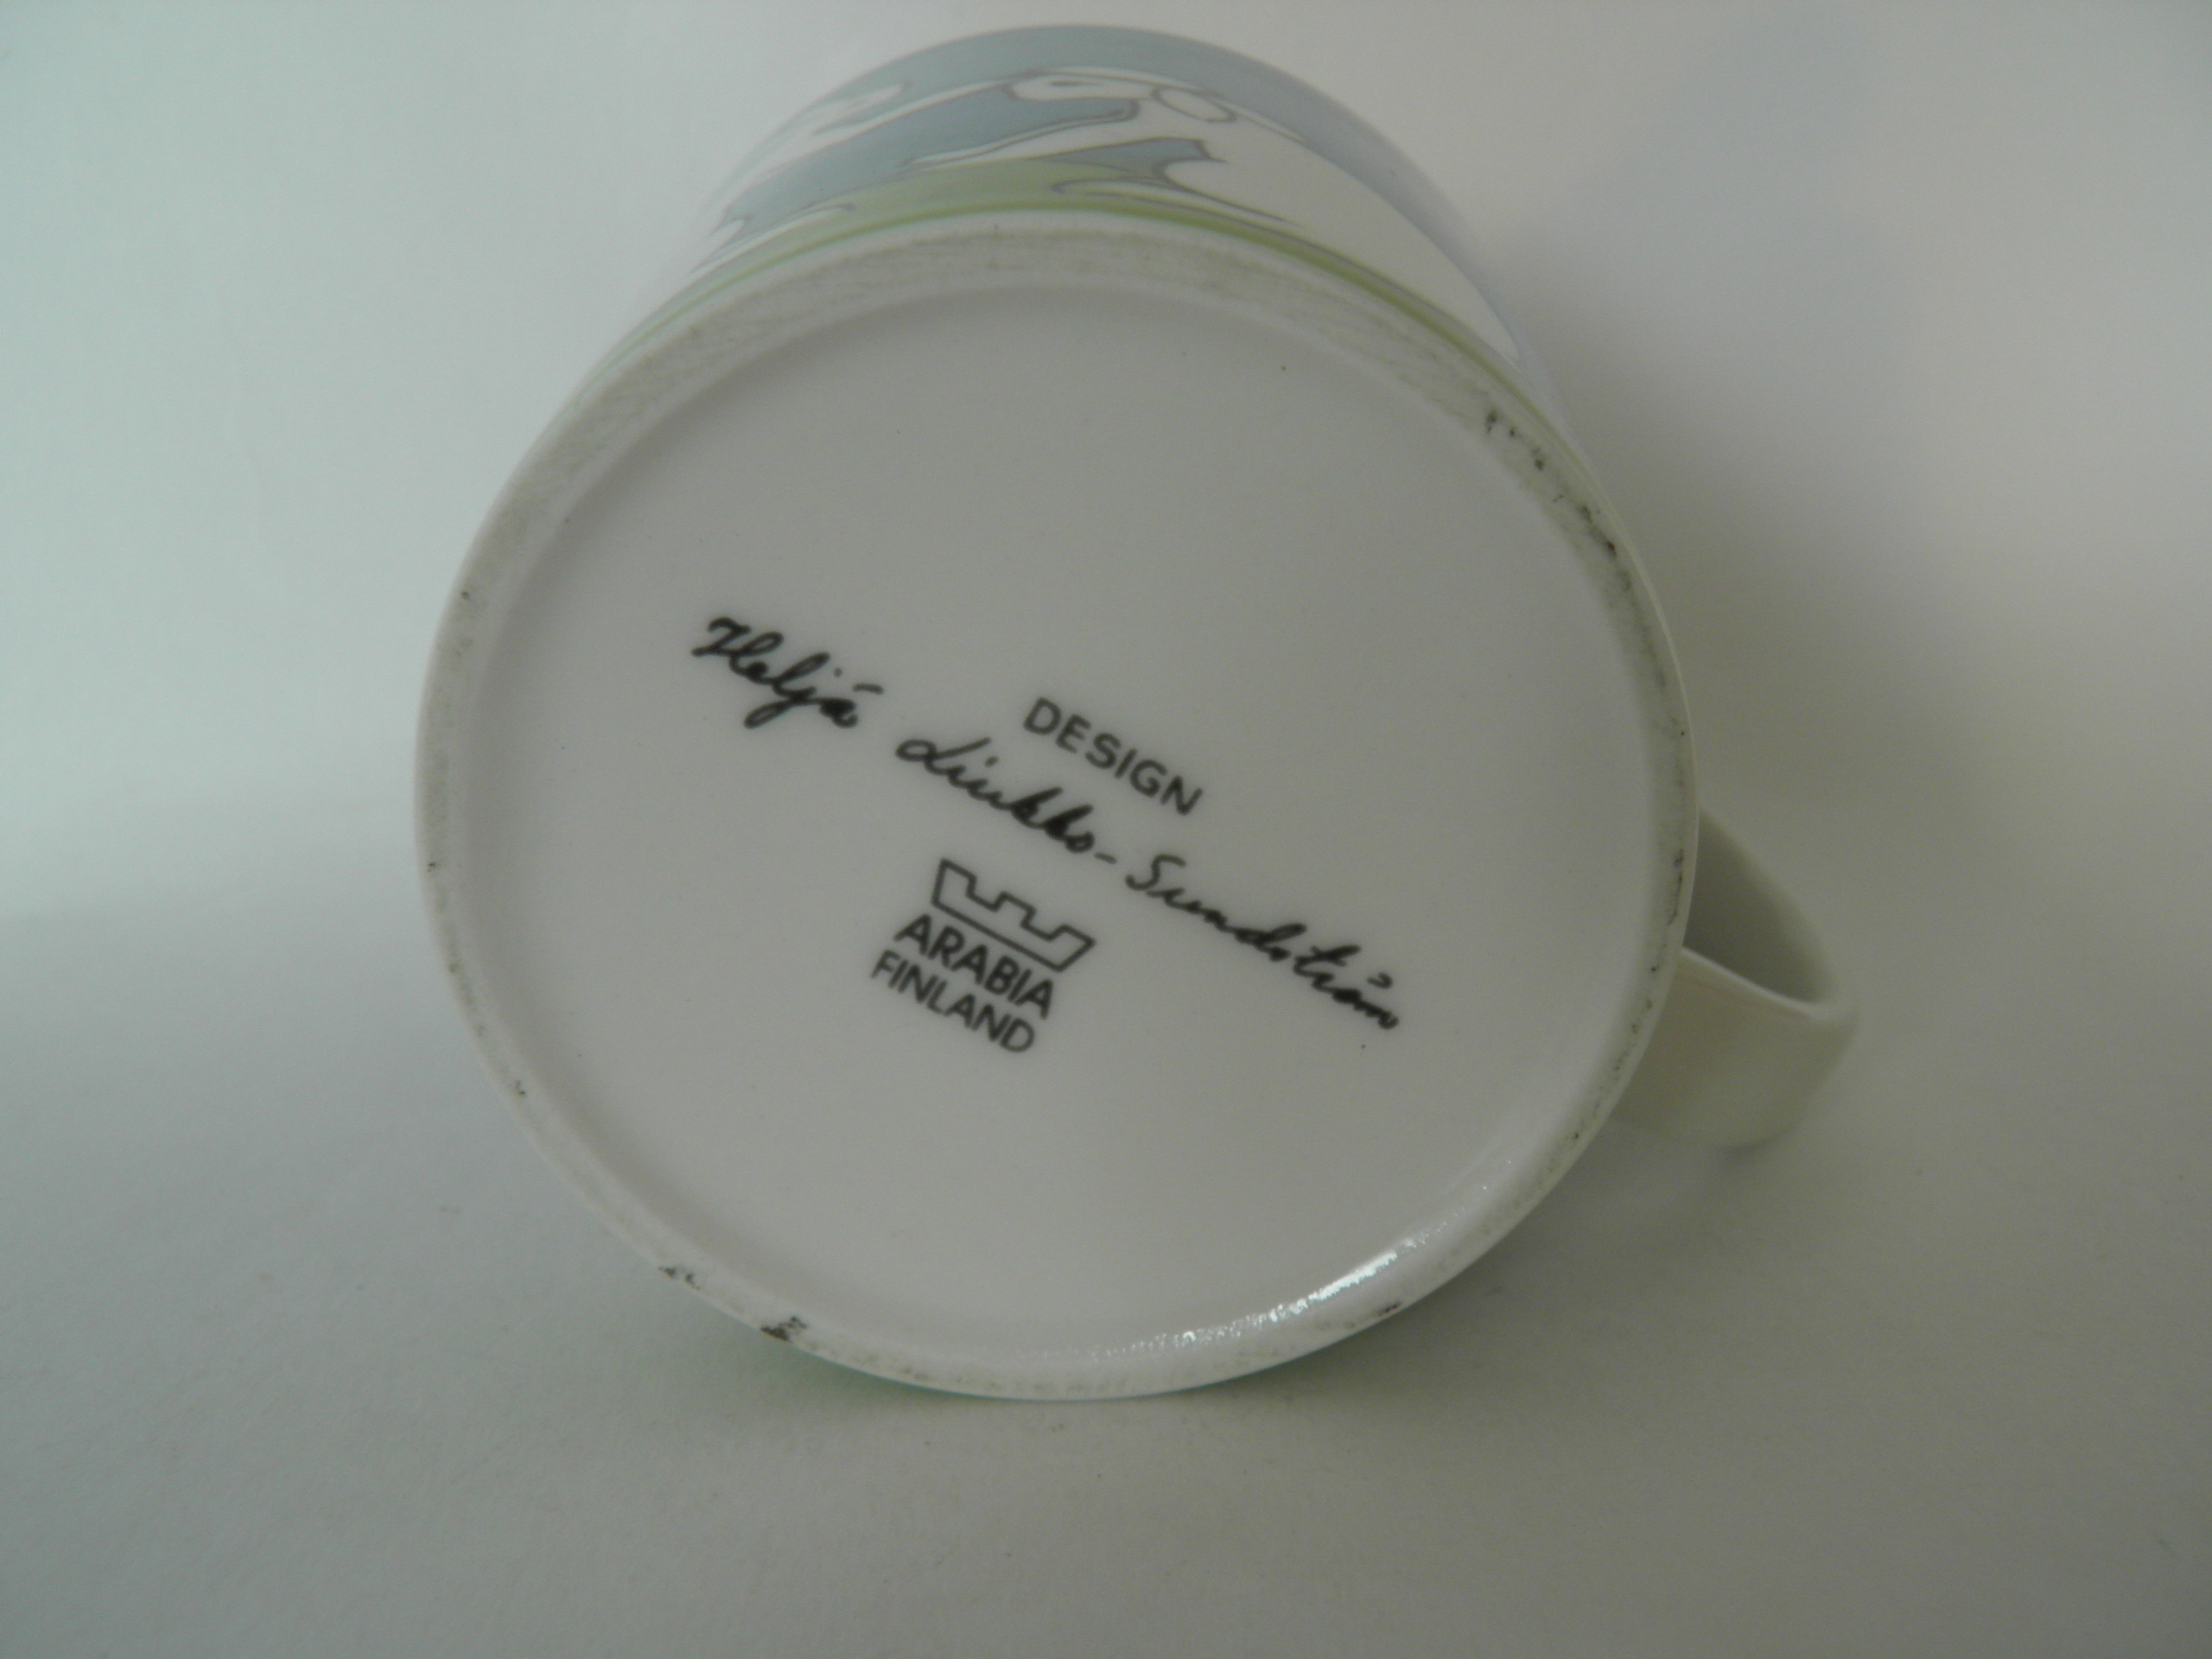 DESIGN
Heljä Liukko-Sundström
ARABIA
FINLAND